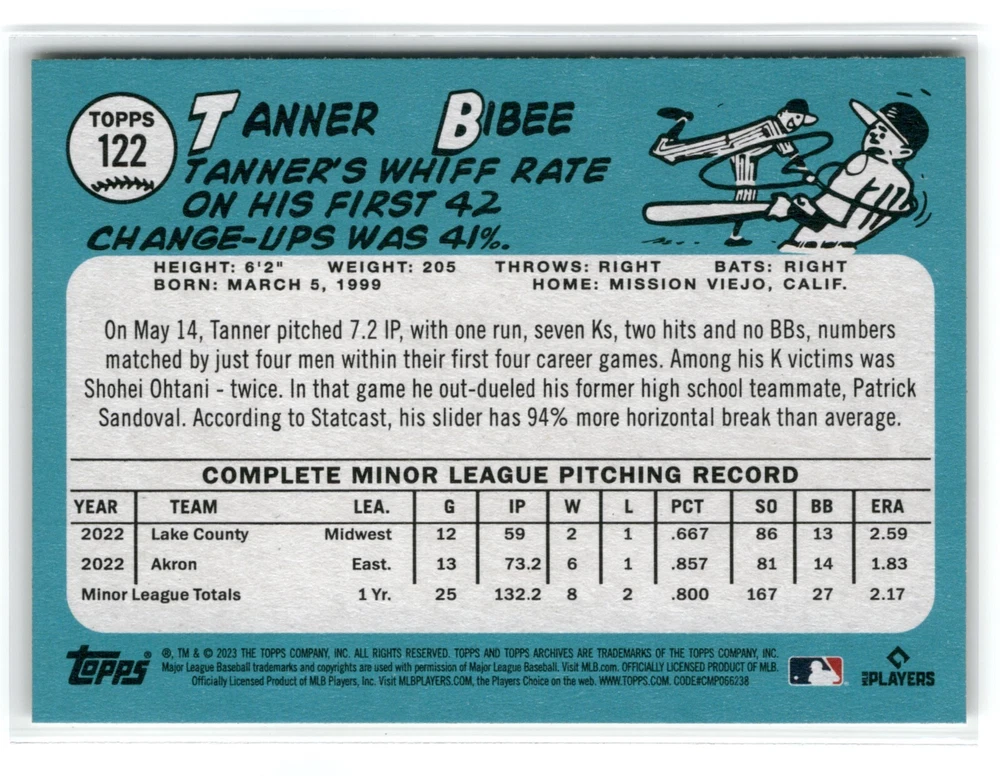 TOPPS
122
TANNER BIBEE
TANNER'S WHIFF RATE
ON HIS FIRST 42
CHANGE-UPS WAS 41%.
HEIGHT: 6'2" WEIGHT: 205 THROWS: RIGHT BATS: RIGHT
BORN: MARCH 5, 1999 HOME: MISSION VIEJO, CALIF.
On May 14, Tanner pitched 7.2 IP, with one run, seven Ks, two hits and no BBs, numbers
matched by just four men within their first four career games. Among his K victims was
Shohei Ohtani - twice. In that game he out-dueled his former high school teammate, Patrick
Sandoval. According to Statcast, his slider has 94% more horizontal break than average.
COMPLETE MINOR LEAGUE PITCHING RECORD
YEAR TEAM LEA. G IP W L PCT SO BB ERA
2022 Lake County Midwest 12 59 2 1 .667 86 13 2.59
2022 Akron East. 13 73.2 6 1 .857 81 14 1.83
Minor League Totals 1 Yr. 25 132.2 8 2 .800 167 27 2.17
Topps®
®, TM & © 2023 THE TOPPS COMPANY, INC. ALL RIGHTS RESERVED. TOPPS AND TOPPS ARCHIVES ARE TRADEMARKS OF THE TOPPS COMPANY, INC.
Major League Baseball trademarks and copyrights are used with permission of Major League Baseball. Visit MLB.com. OFFICIALLY LICENSED PRODUCT OF MLB.
Officially Licensed Product of MLB Players, Inc. Visit MLBPLAYERS.COM, the Players Choice on the web. WWW.TOPPS.COM. CODE#CMP066238
MLB PLAYERS